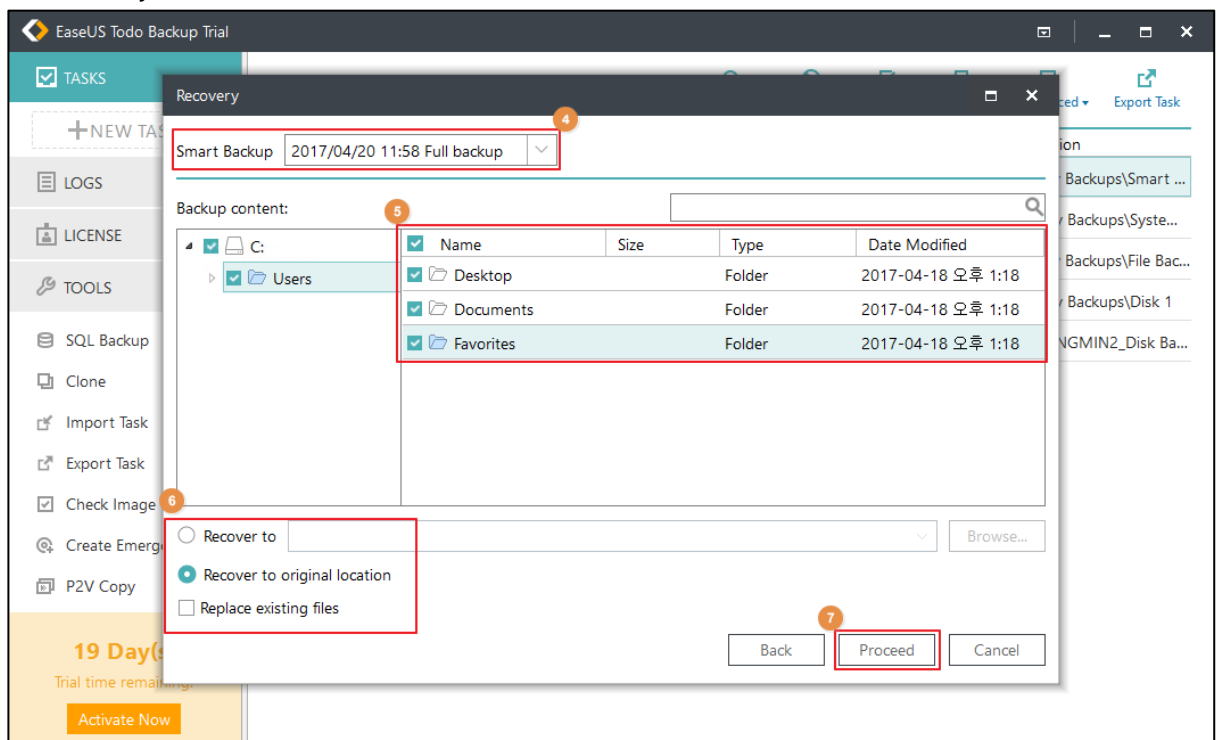 EaseUS Todo Backup Trial
TASKS
NEW
LOGS
LICENSE
TOOLS
SQL Backup
Clone
Import Task
Export Task
Check Image
Create
P2V Copy
19
Trial time
Activate Now
Export Task
Backups\Smart ...
Backups\Syste...
Backups\File Bac...
Backups\Disk 1
Recovery
4
Smart Backup 2017/04/20 11:58 Full backup
Backup content:
5
C:
Users
Name Size Type Date Modified
Desktop Folder 2017-04-18 오후 1:18
Documents Folder 2017-04-18 오후 1:18
Favorites Folder 2017-04-18 오후 1:18
6
Recover to Browse...
Recover to original location
Replace existing files
7
Back Proceed Cancel